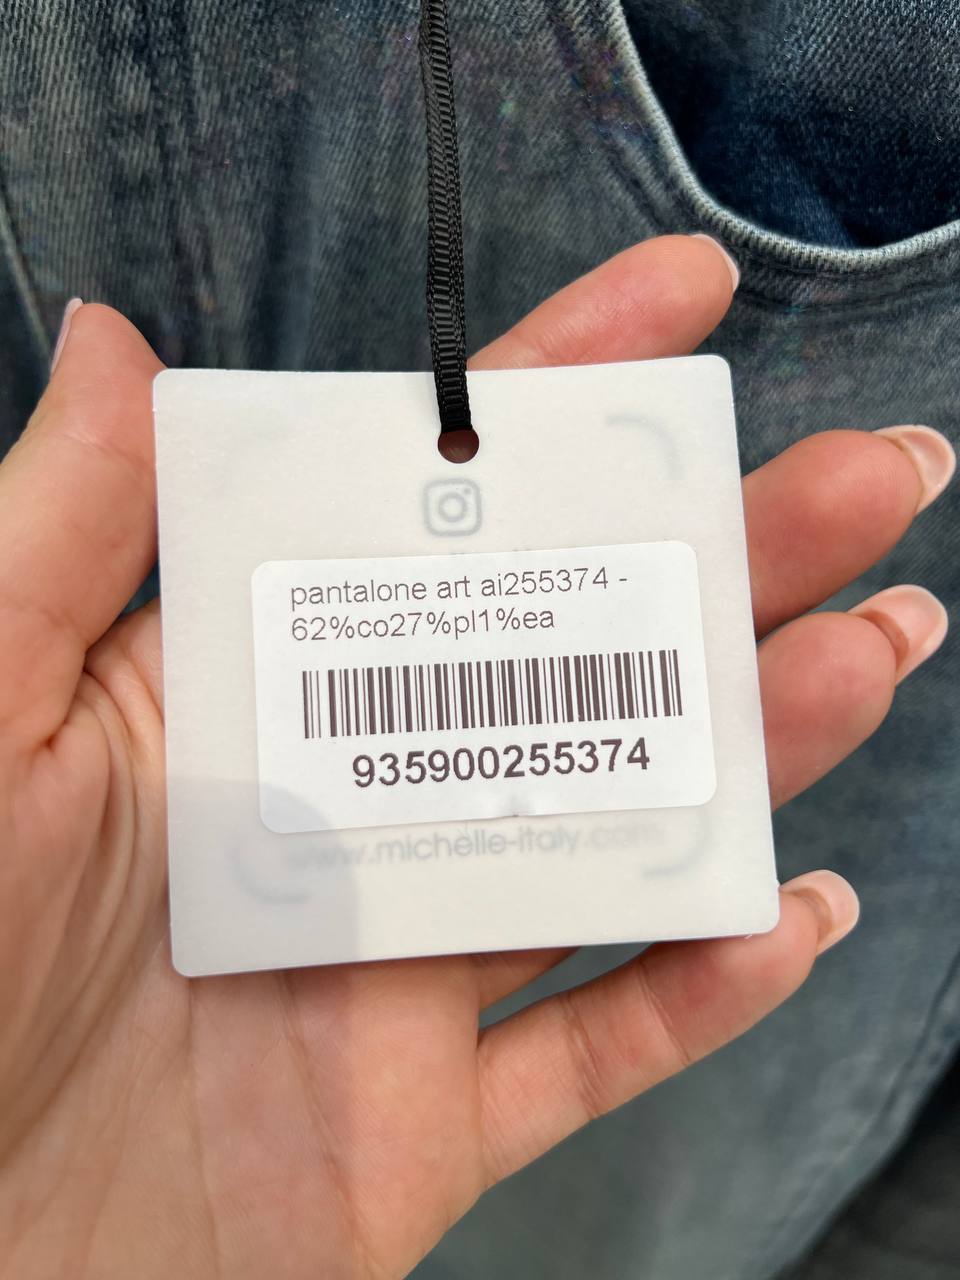 pantalone art ai255374 -
62%co27%pl1%ea
935900255374
www.michelle-italy.com